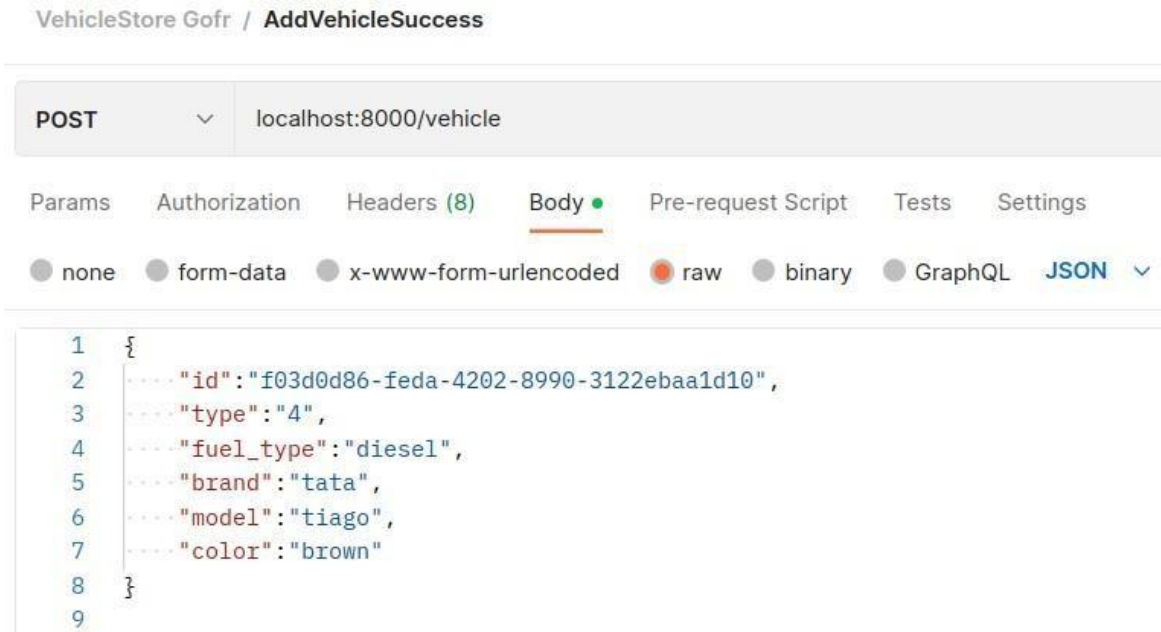 VehicleStore Gofr / AddVehicleSuccess
POST localhost:8000/vehicle
Params Authorization Headers (8) Body Pre-request Script Tests Settings
none form-data x-www-form-urlencoded raw binary GraphQL JSON
1 {
2 "id":"f03d0d86-feda-4202-8990-3122ebaa1d10",
3 "type":"4",
4 "fuel_type":"diesel",
5 "brand":"tata",
6 "model":"tiago",
7 "color":"brown"
8 }
9